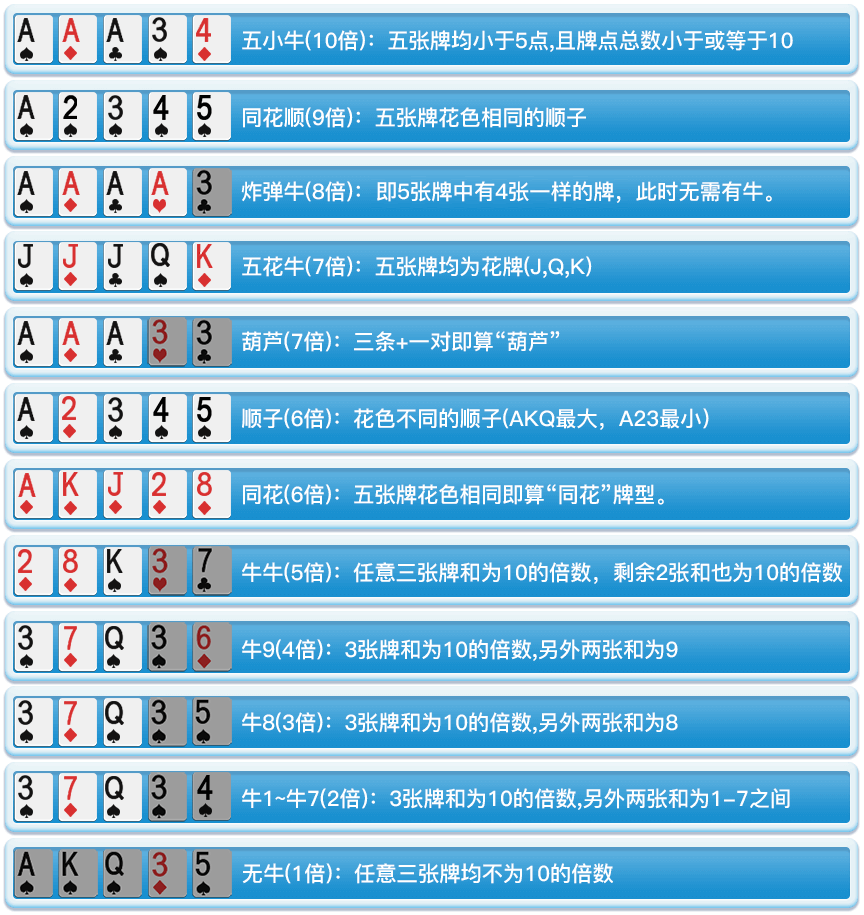 A A A 3 4 五小牛(10倍)：五张牌均小于5点,且牌点总数小于或等于10
A 2 3 4 5 同花顺(9倍)：五张牌花色相同的顺子
A A A A 3 炸弹牛(8倍)：即5张牌中有4张一样的牌，此时无需有牛。
J J J Q K 五花牛(7倍)：五张牌均为花牌(J,Q,K)
A A A 3 3 葫芦(7倍)：三条+一对即算“葫芦”
A 2 3 4 5 顺子(6倍)：花色不同的顺子(AKQ最大，A23最小)
A K J 2 8 同花(6倍)：五张牌花色相同即算“同花”牌型。
2 8 K 3 7 牛牛(5倍)：任意三张牌和为10的倍数，剩余2张和也为10的倍数
3 7 Q 3 6 牛9(4倍)：3张牌和为10的倍数,另外两张和为9
3 7 Q 3 5 牛8(3倍)：3张牌和为10的倍数,另外两张和为8
3 7 Q 3 4 牛1~牛7(2倍)：3张牌和为10的倍数,另外两张和为1-7之间
A K Q 3 5 无牛(1倍)：任意三张牌均不为10的倍数